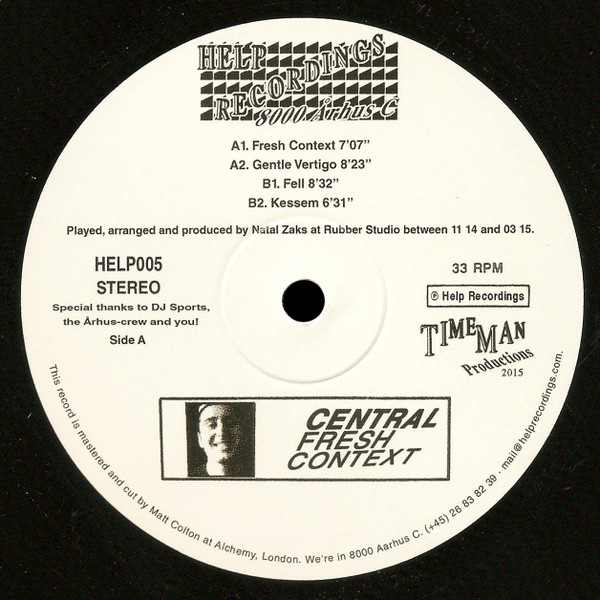 HELP
RECORDINGS
8000 Århus C
A1. Fresh Context 7'07"
A2. Gentle Vertigo 8'23"
B1. Fell 8'32"
B2. Kessem 6'31"
Played, arranged and produced by Natal Zaks at Rubber Studio between 11 14 and 03 15.
HELP005
STEREO
Special thanks to DJ Sports,
the Århus-crew and you!
Side A
33 RPM
℗ Help Recordings
TIMEMAN
Productions
2015
CENTRAL
FRESH
CONTEXT
This record is mastered and cut by Matt Colton at Alchemy, London. We're in 8000 Aarhus C. (+45) 26 83 82 39 - mail@helprecordings.com.